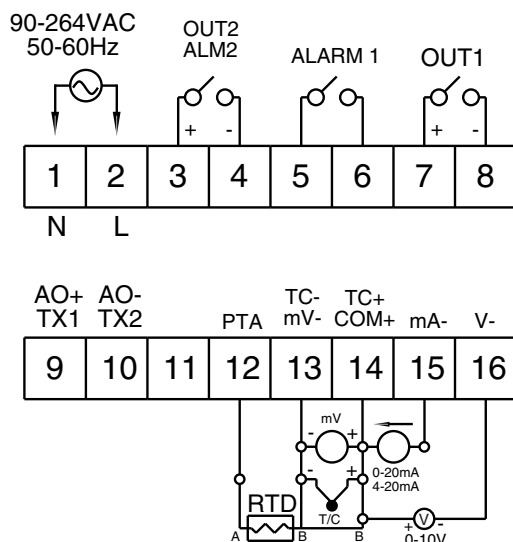 90-264VAC
50-60Hz
OUT2
ALM2
ALARM 1
OUT1
+ - + -
1 2 3 4 5 6 7 8
N L
AO+
TX1
AO-
TX2
PTA
TC-
mV-
TC+
COM+
mA-
V-
9 10 11 12 13 14 15 16
mV
- +
0-20mA
4-20mA
- +
T/C
RTD
A B B
+ V -
0-10V